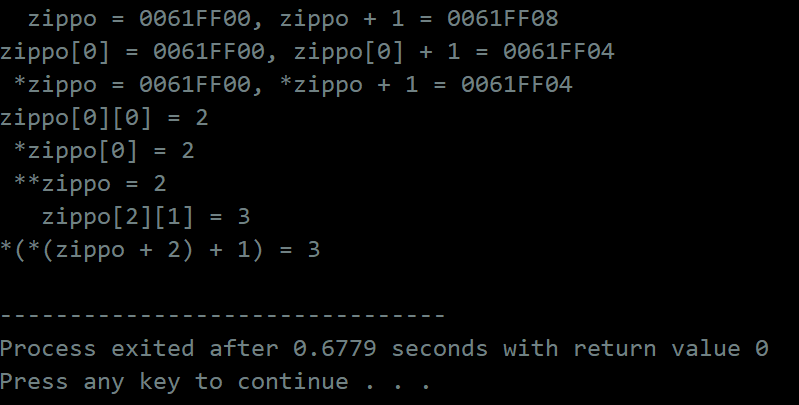 zippo = 0061FF00, zippo + 1 = 0061FF08
zippo[0] = 0061FF00, zippo[0] + 1 = 0061FF04
 *zippo = 0061FF00, *zippo + 1 = 0061FF04
zippo[0][0] = 2
 *zippo[0] = 2
 **zippo = 2
   zippo[2][1] = 3
*(*(zippo + 2) + 1) = 3

--------------------------------
Process exited after 0.6779 seconds with return value 0
Press any key to continue . . .